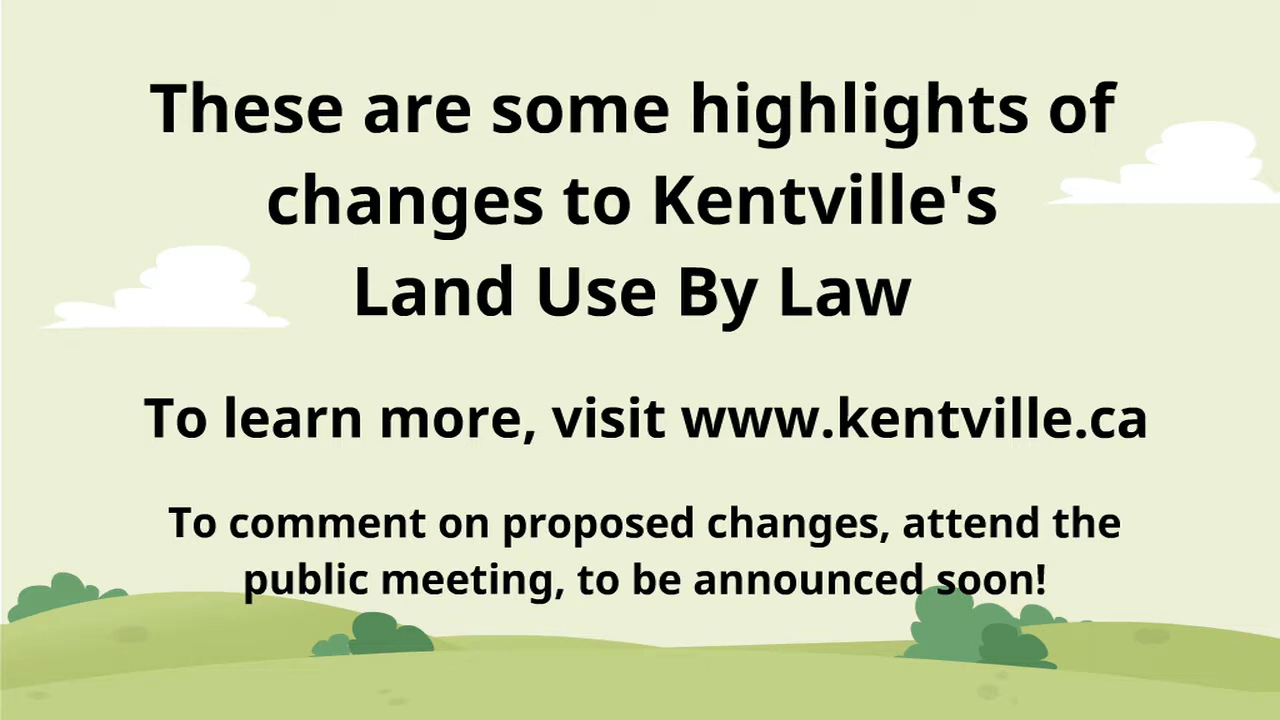 These are some highlights of
changes to Kentville's
Land Use By Law
To learn more, visit www.kentville.ca
To comment on proposed changes, attend the
public meeting, to be announced soon!